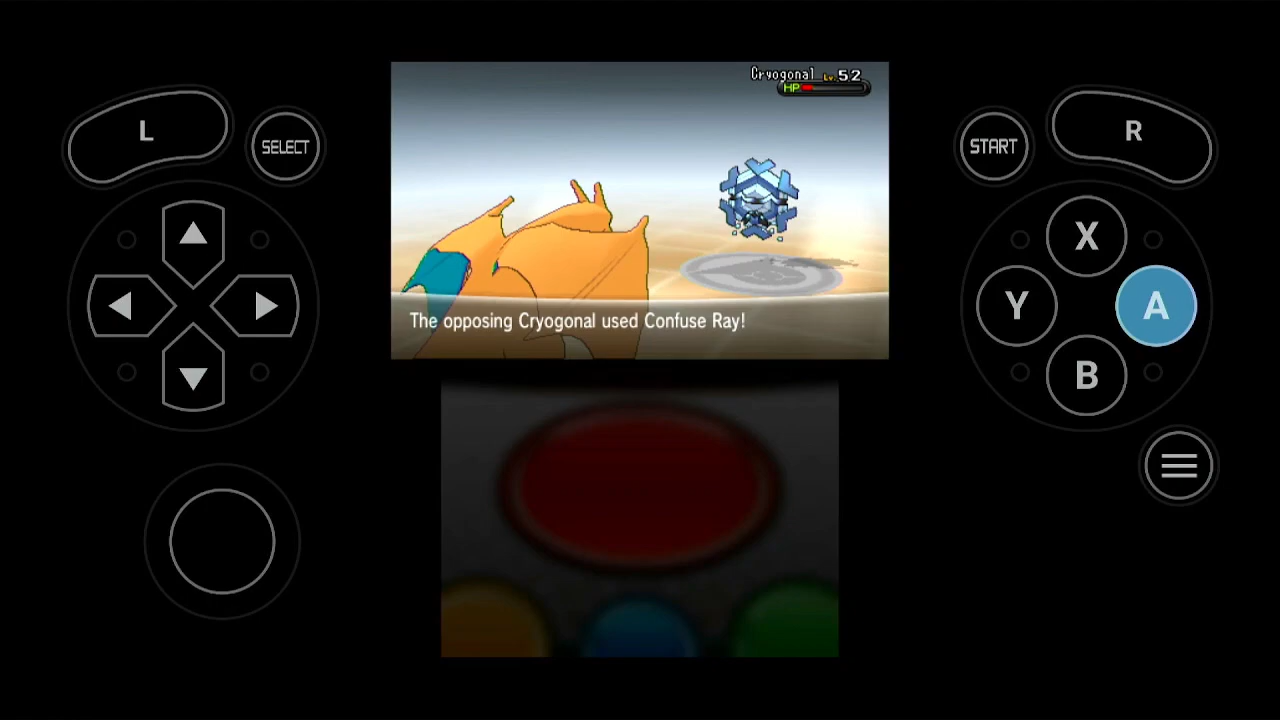 L
SELECT
Cryogonal Lv.52
HP
START
R
X
Y
A
B
The opposing Cryogonal used Confuse Ray!